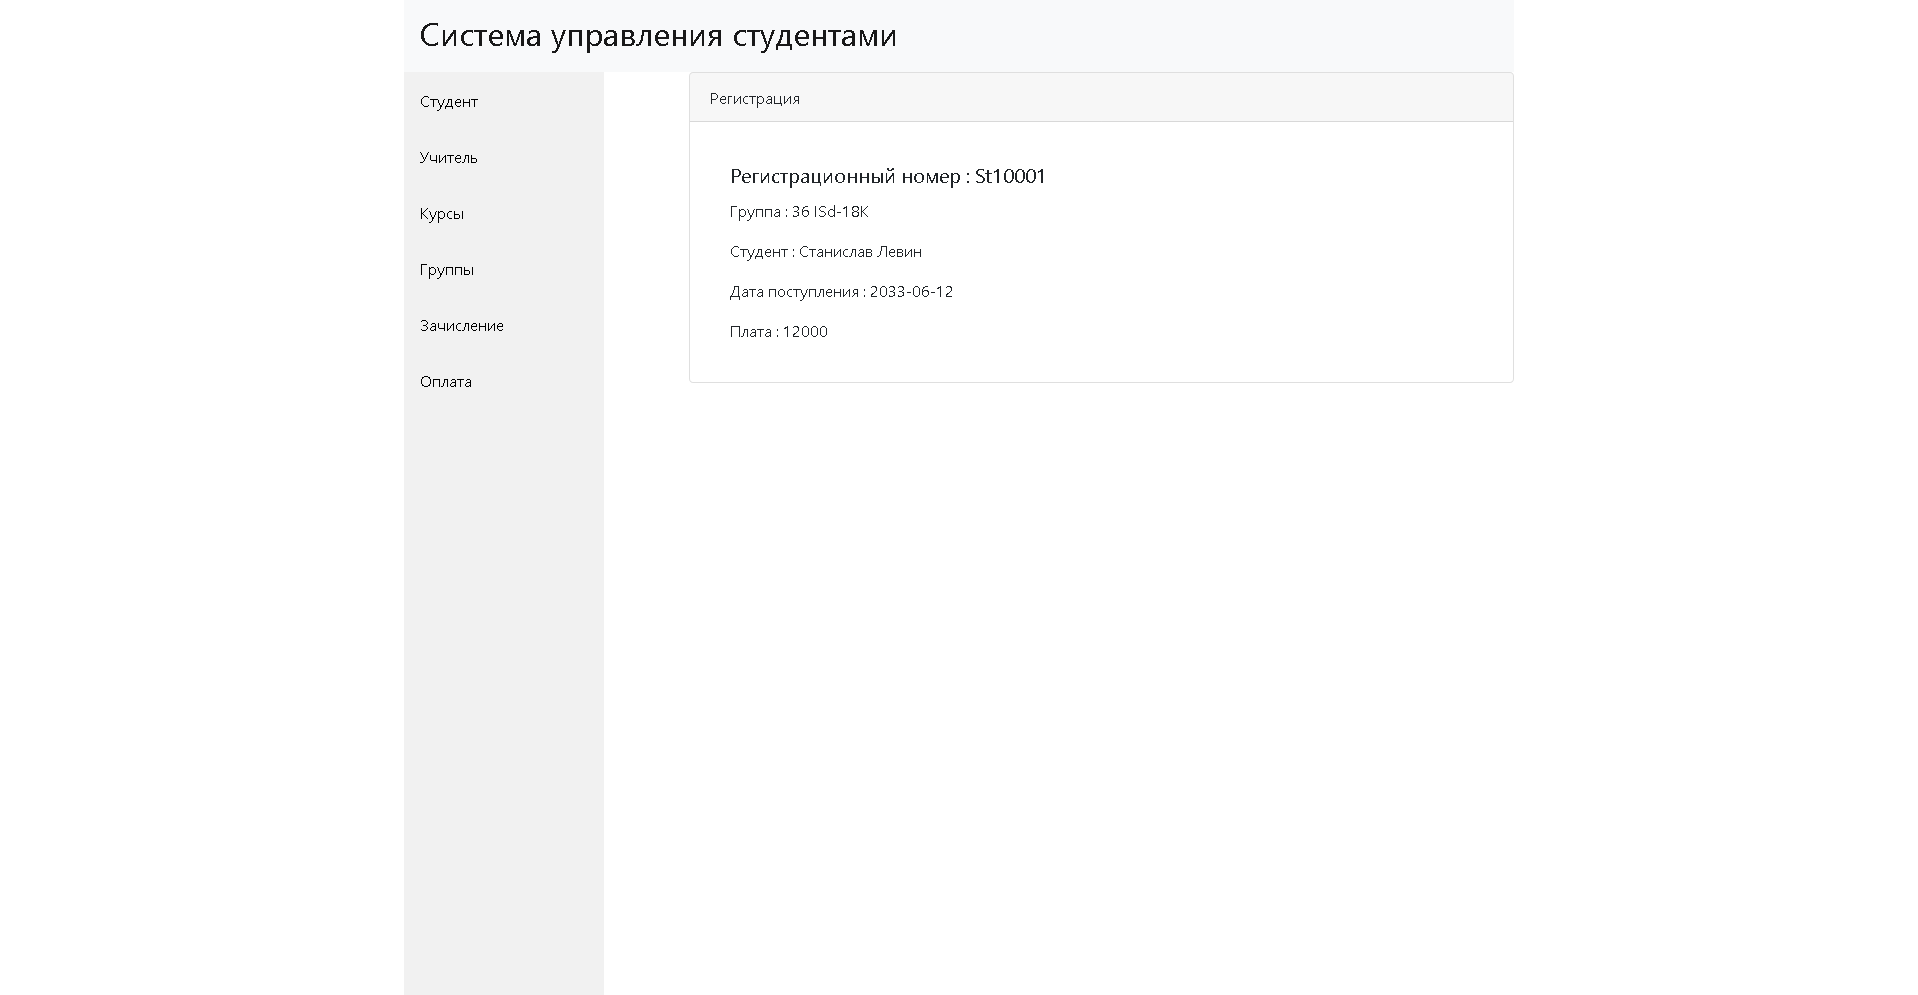 Система управления студентами
Студент
Учитель
Курсы
Группы
Зачисление
Оплата
Регистрация
Регистрационный номер : St10001
Группа : 36 ISd-18K
Студент : Станислав Левин
Дата поступления : 2033-06-12
Плата : 12000